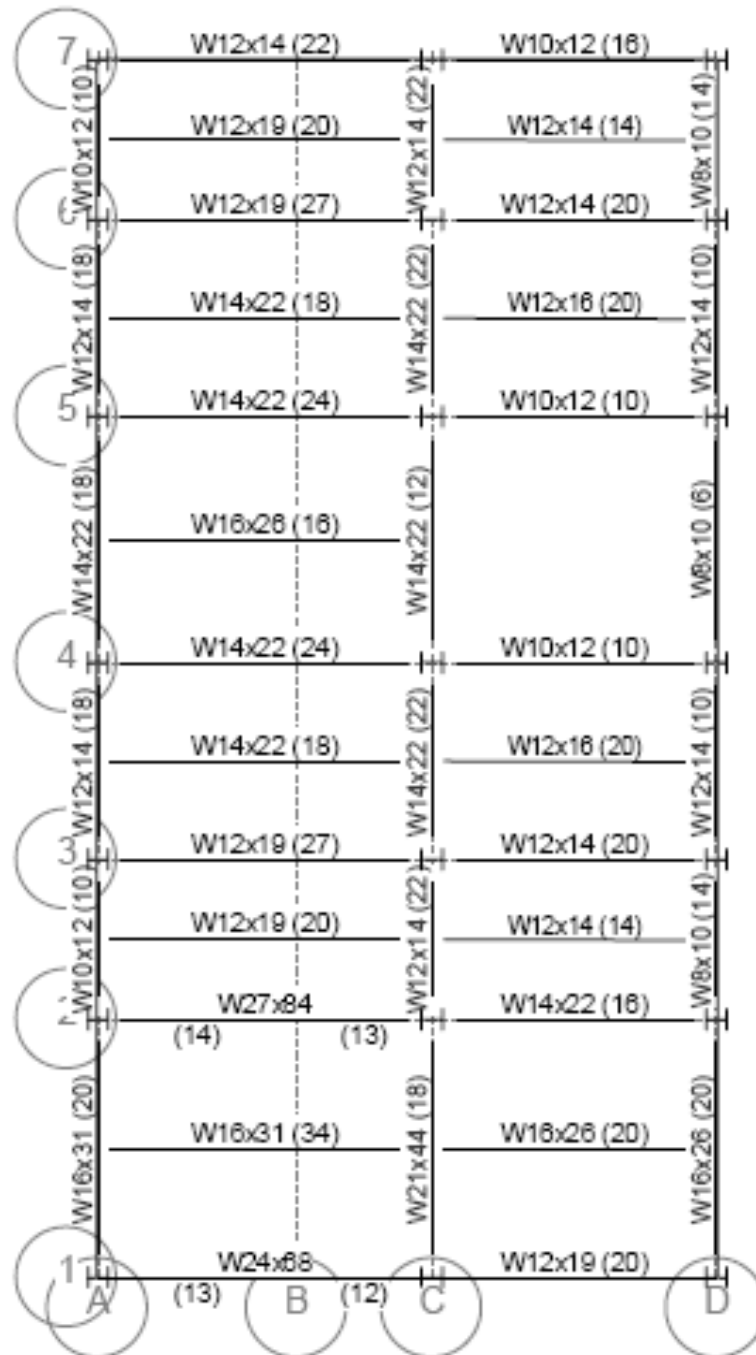 7
W12x14 (22)
W10x12 (16)
W10x12 (10)
W12x19 (20)
W12x14 (22)
W12x14 (14)
W8x10 (14)
6
W12x19 (27)
W12x14 (20)
W12x14 (18)
W14x22 (18)
W14x22 (22)
W12x16 (20)
W12x14 (10)
5
W14x22 (24)
W10x12 (10)
W14x22 (18)
W16x26 (16)
W14x22 (12)
W8x10 (6)
4
W14x22 (24)
W10x12 (10)
W12x14 (18)
W14x22 (18)
W14x22 (22)
W12x16 (20)
W12x14 (10)
3
W12x19 (27)
W12x14 (20)
W10x12 (10)
W12x19 (20)
W12x14 (22)
W12x14 (14)
W8x10 (14)
2
W27x84
W14x22 (16)
(14)
(13)
W16x31 (20)
W16x31 (34)
W21x44 (18)
W16x26 (20)
W16x26 (20)
1
W24x68
W12x19 (20)
(13)
(12)
A
B
C
D